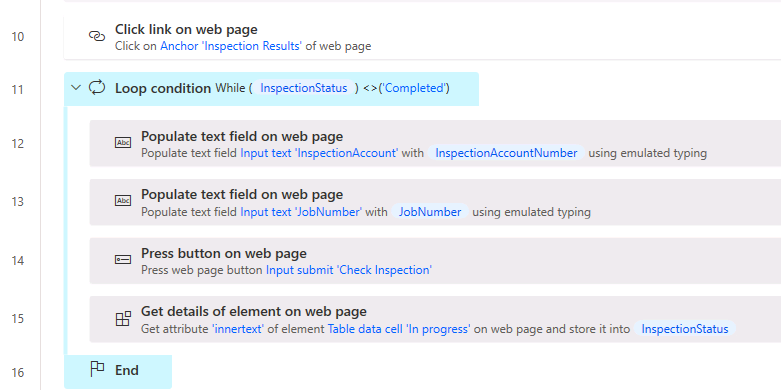 10
Click link on web page
Click on Anchor 'Inspection Results' of web page
11
Loop condition While ( InspectionStatus ) <>('Completed')
12
Abc
Populate text field on web page
Populate text field Input text 'InspectionAccount' with InspectionAccountNumber using emulated typing
13
Abc
Populate text field on web page
Populate text field Input text 'JobNumber' with JobNumber using emulated typing
14
Press button on web page
Press web page button Input submit 'Check Inspection'
15
Get details of element on web page
Get attribute 'innertext' of element Table data cell 'In progress' on web page and store it into InspectionStatus
16
End